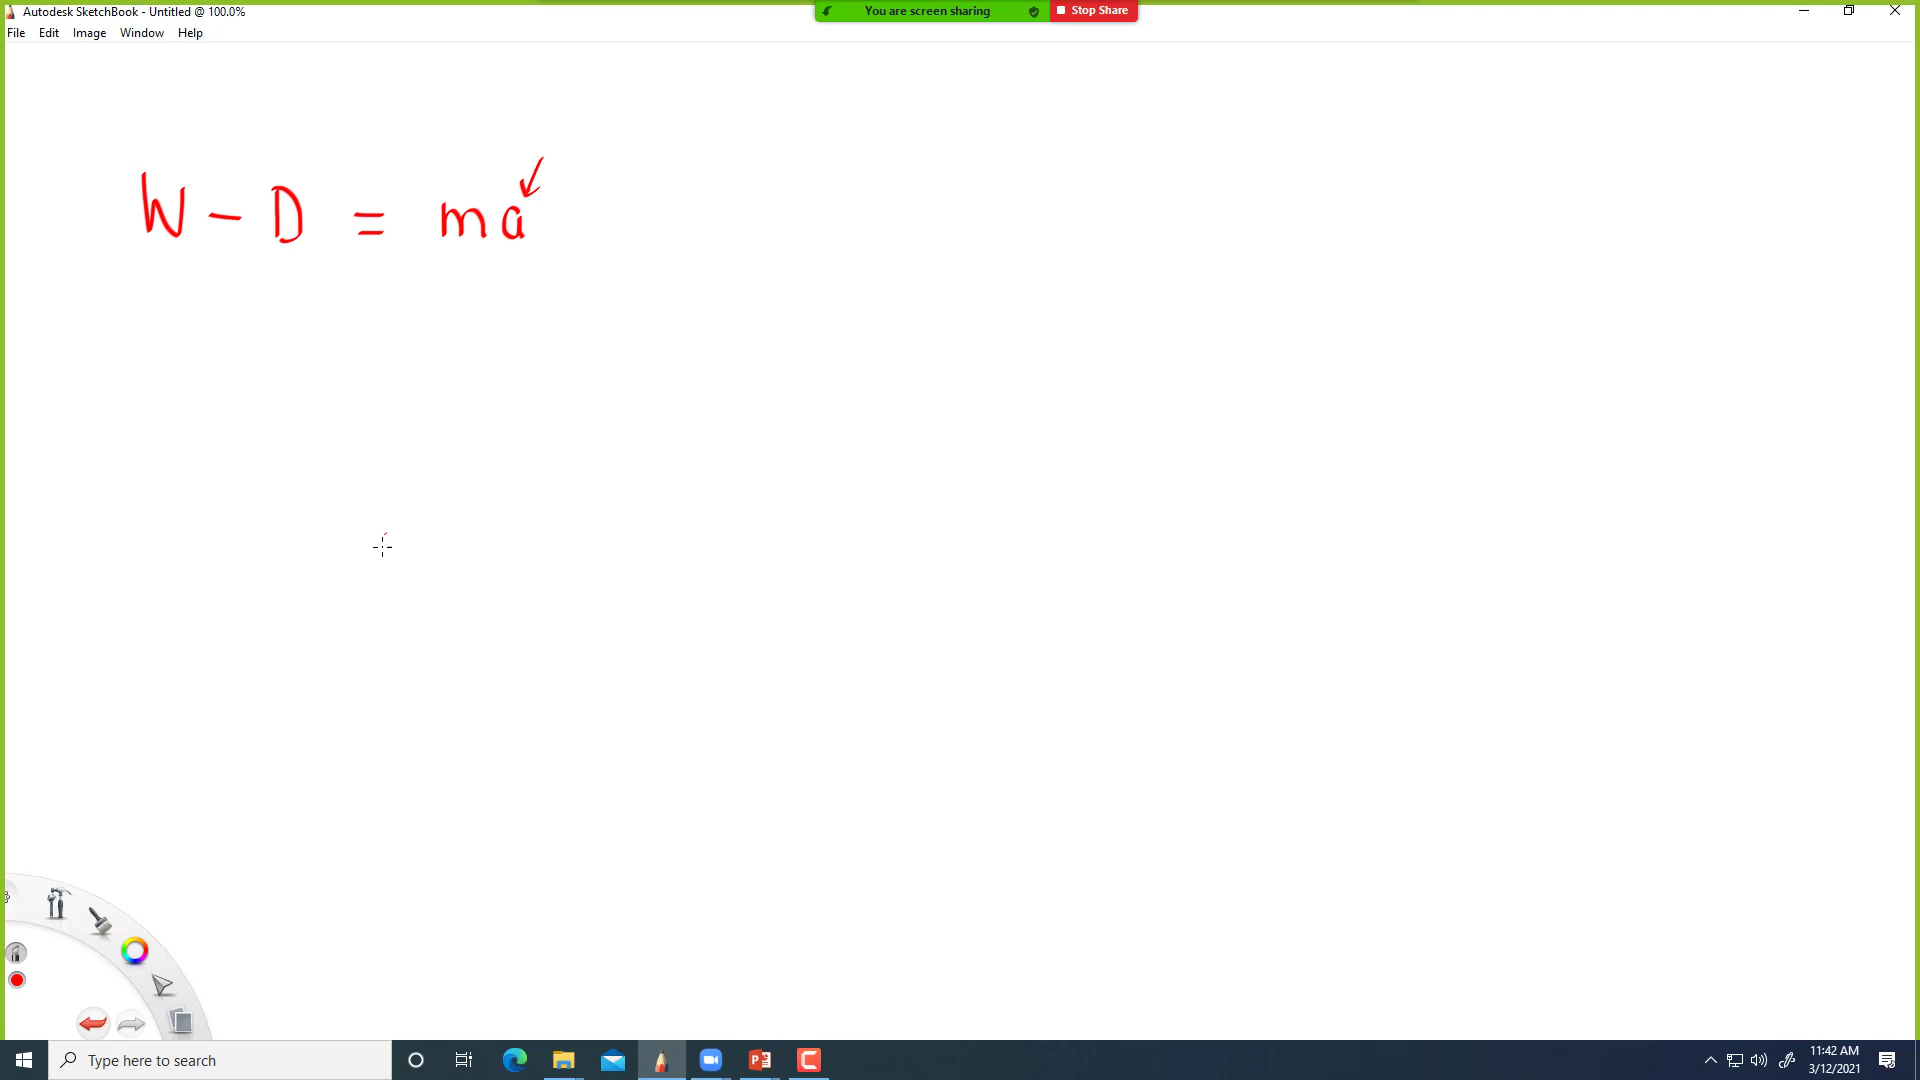 Autodesk SketchBook - Untitled @ 100.0%
You are screen sharing
Stop Share
File Edit Image Window Help
W - D = ma
Type here to search
11:42 AM
3/12/2021